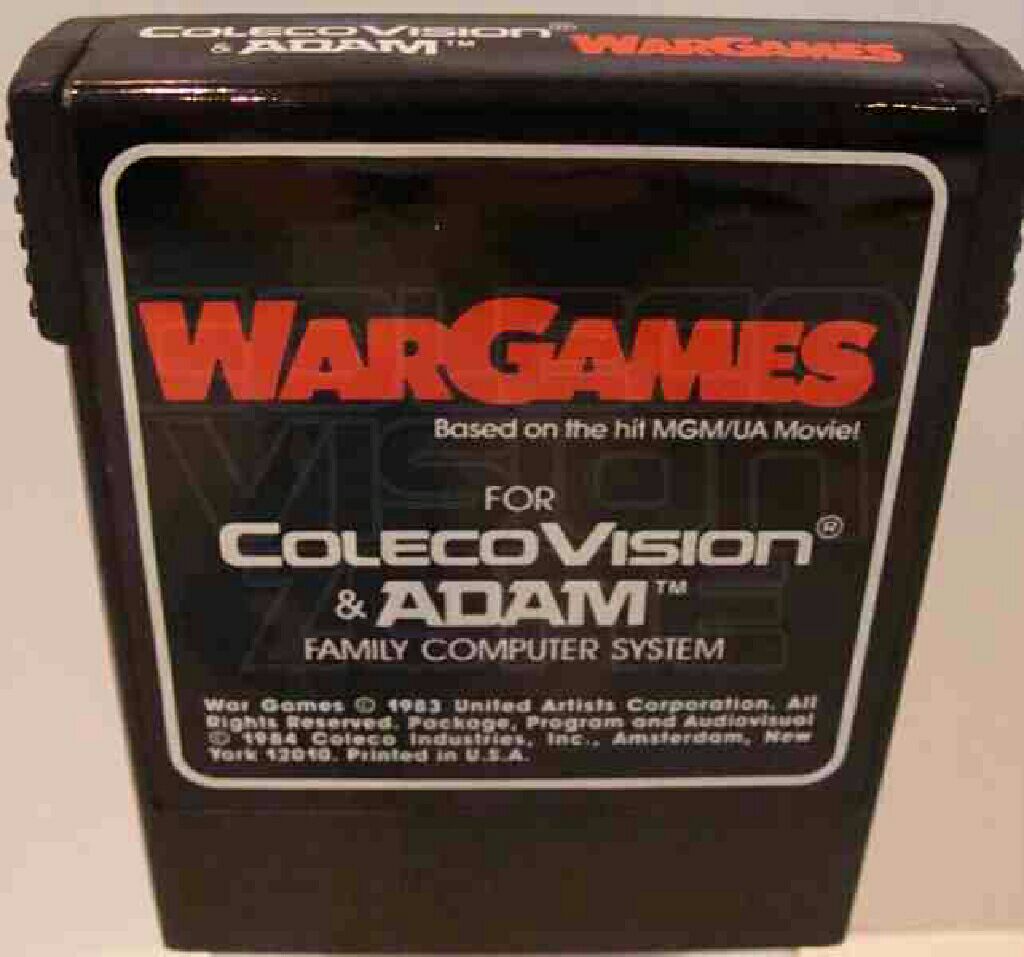 COLECOVISION®
& ADAM™
WARGAMES
WARGAMES
Based on the hit MGM/UA Movie!
FOR
COLECOVISION®
& ADAM™
FAMILY COMPUTER SYSTEM
War Games © 1983 United Artists Corporation. All
Rights Reserved. Package, Program and Audiovisual
© 1984 Coleco Industries, Inc., Amsterdam, New
York 12010. Printed in U.S.A.